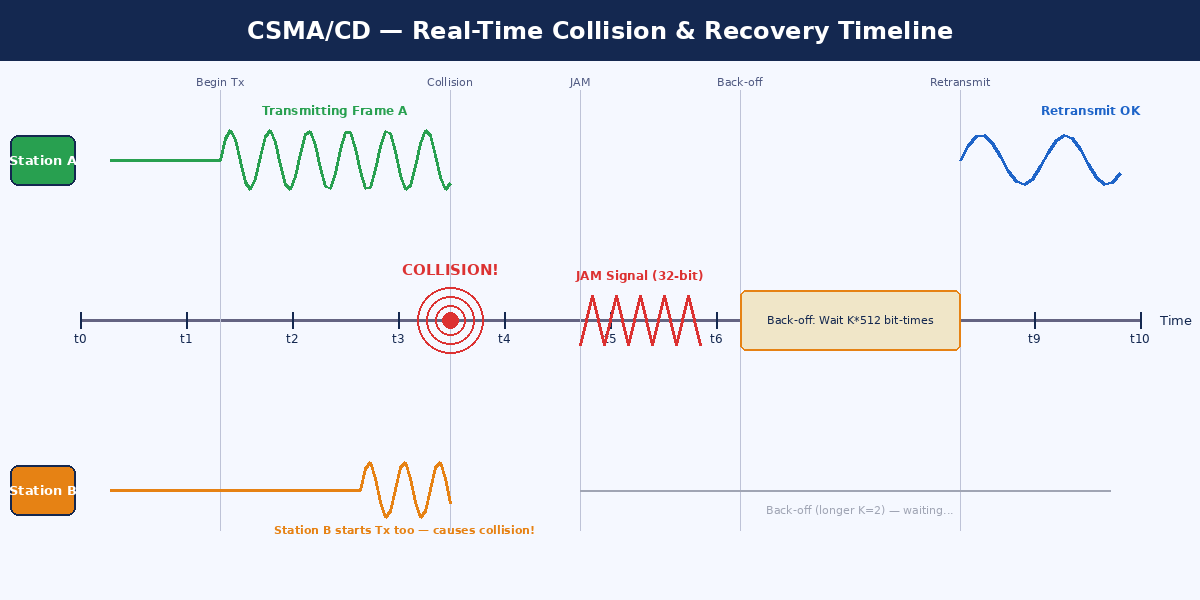 CSMA/CD — Real-Time Collision & Recovery Timeline
Begin Tx
Collision
JAM
Back-off
Retransmit
Transmitting Frame A
Retransmit OK
Station A
COLLISION!
JAM Signal (32-bit)
Back-off: Wait K*512 bit-times
Time
t0
t1
t2
t3
t4
t5
t6
t9
t10
Station B
Back-off (longer K=2) — waiting...
Station B starts Tx too — causes collision!